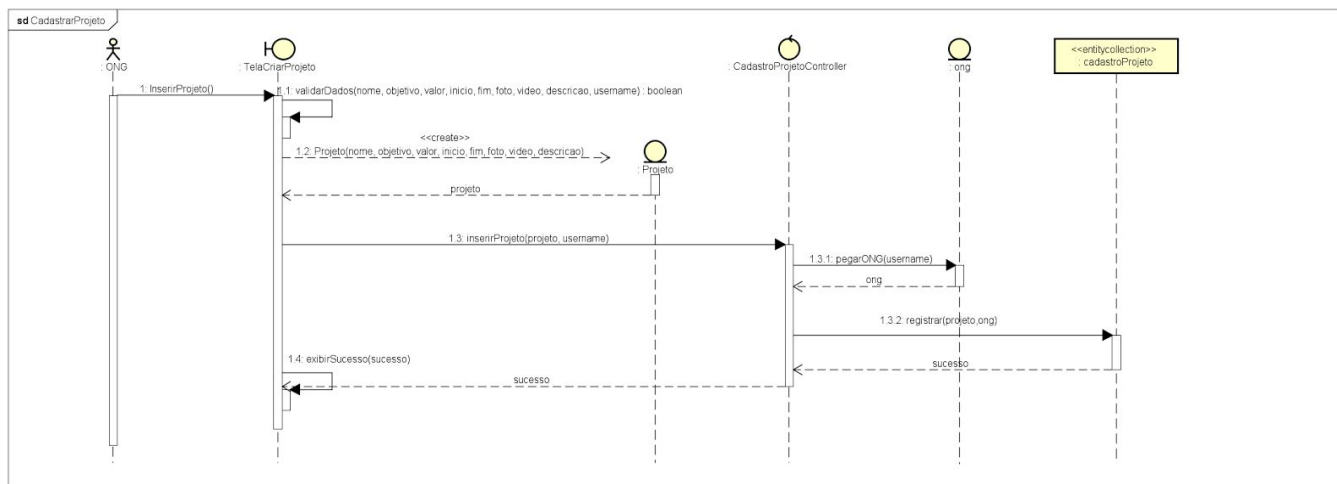 sd CadastrarProjeto
: ONG
: TelaCriarProjeto
: CadastroProjetoController
: ong
<<entitycollection>>
: cadastroProjeto
1: InserirProjeto()
1.1: validarDados(nome, objetivo, valor, inicio, fim, foto, video, descricao, username) : boolean
<<create>>
1.2: Projeto(nome, objetivo, valor, inicio, fim, foto, video, descricao)
: Projeto
projeto
1.3: inserirProjeto(projeto, username)
1.3.1: pegarONG(username)
ong
1.3.2: registrar(projeto,ong)
1.4: exibirSucesso(sucesso)
sucesso
sucesso